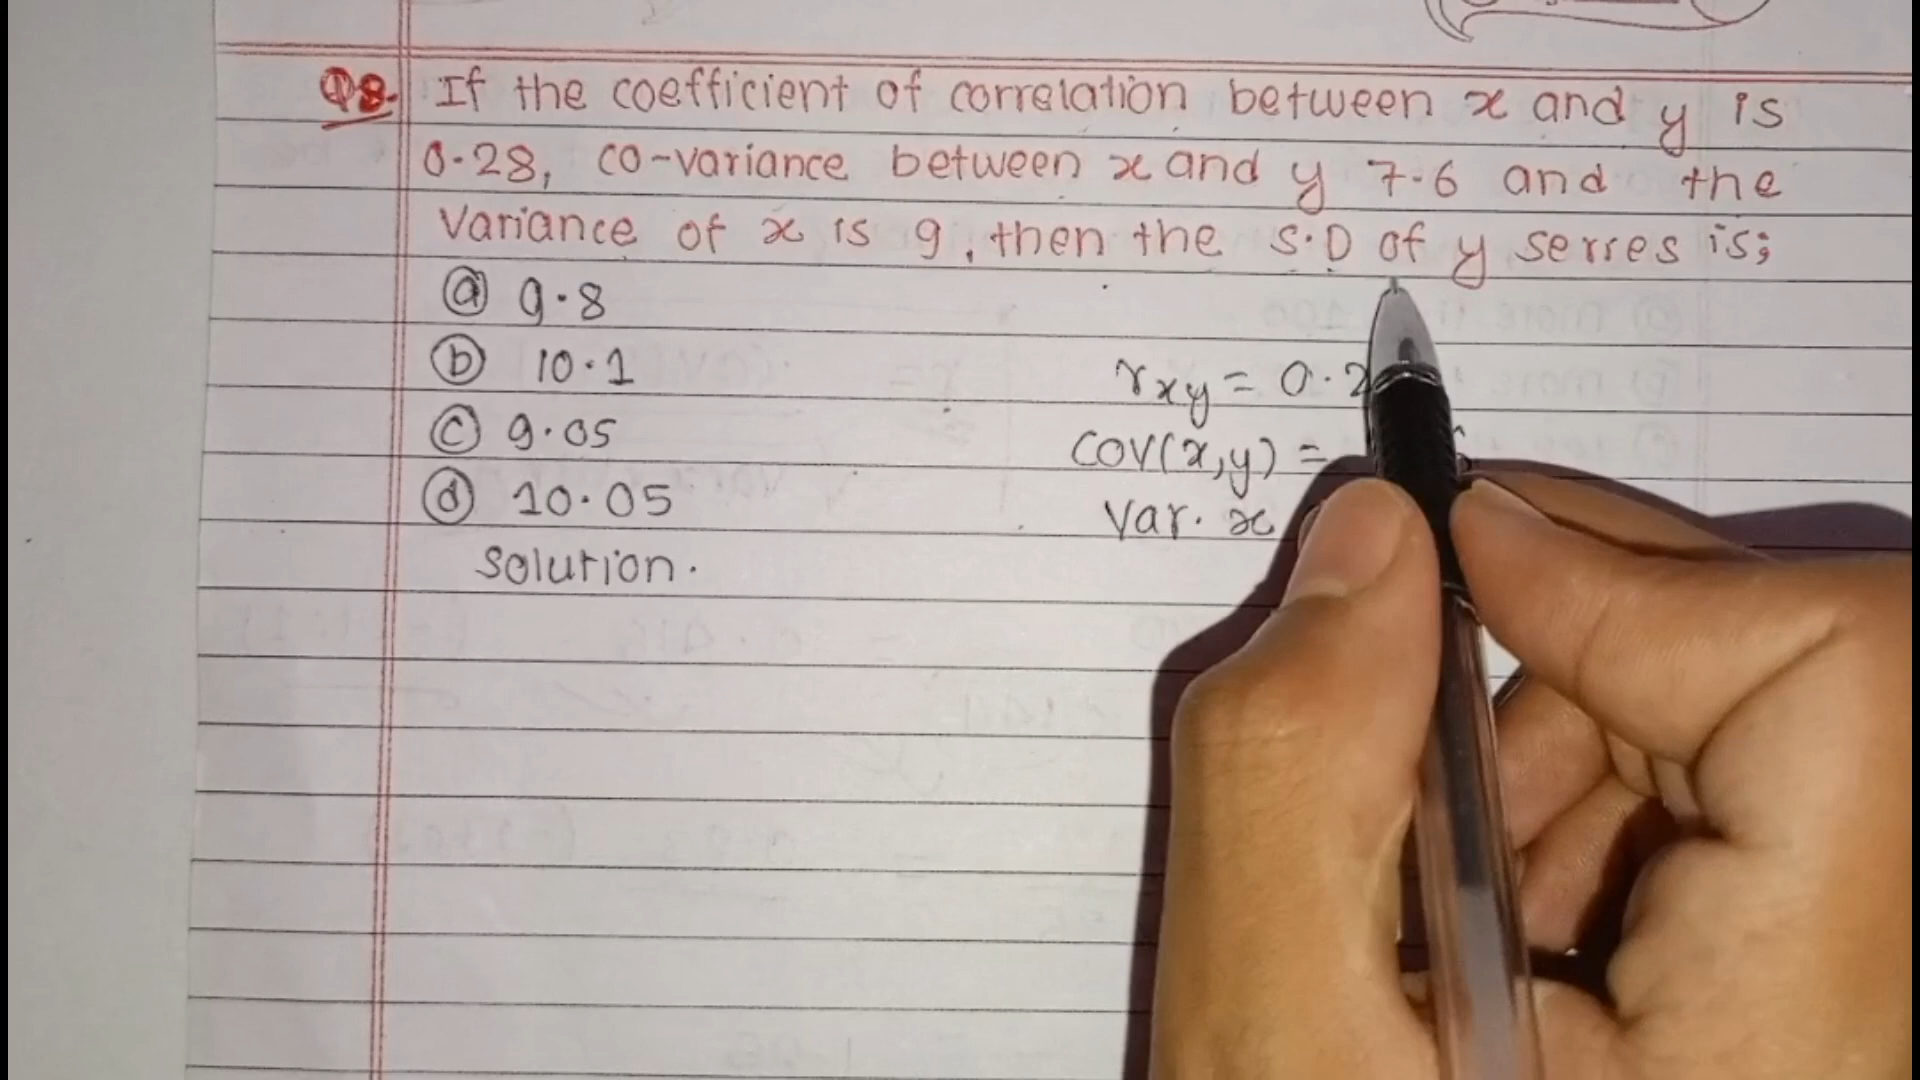 Q8. If the coefficient of correlation between x and y is
0.28, co-variance between x and y 7.6 and the
Variance of x is 9, then the S.D of y serres is;
(a) 9.8
(b) 10.1
(c) 9.05
(d) 10.05
Solution.
rxy = 0.2
COV(x,y) =
Var. x